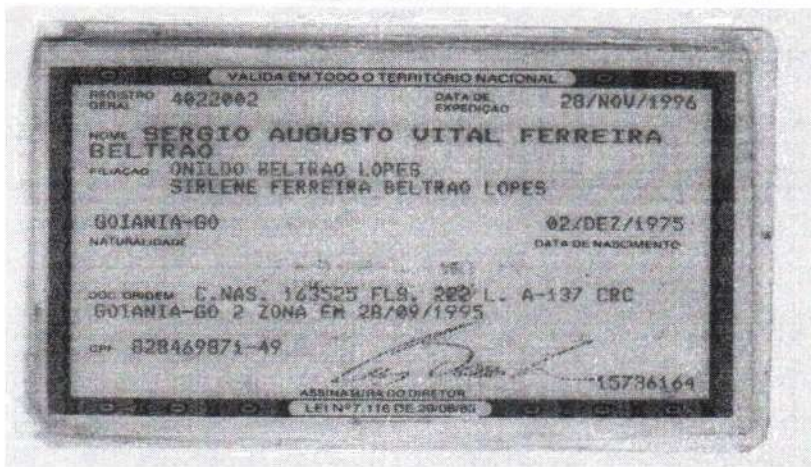 VÁLIDA EM TODO O TERRITÓRIO NACIONAL
REGISTRO GERAL 4022002 DATA DE EXPEDIÇÃO 28/NOV/1996
NOME SERGIO AUGUSTO VITAL FERREIRA
BELTRAO
FILIAÇÃO ONILDO BELTRAO LOPES
SIRLENE FERREIRA BELTRAO LOPES
GOIANIA-GO 02/DEZ/1975
NATURALIDADE DATA DE NASCIMENTO
DOC ORIGEM C.NAS. 163525 FLS. 202 L. A-137 CRC
GOIANIA-GO 2 ZONA EM 28/09/1995
CPF 828469871-49
15736164
ASSINATURA DO DIRETOR
LEI Nº 7.116 DE 29/08/83